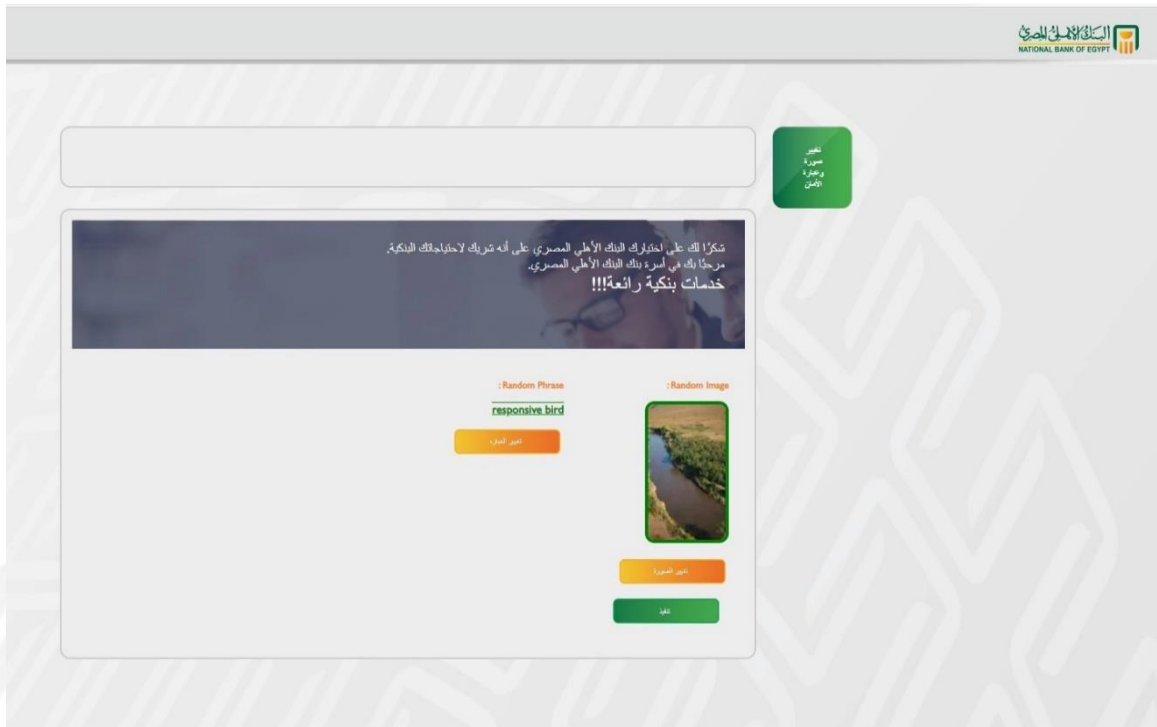 البنك الأهلي المصري
NATIONAL BANK OF EGYPT
تغيير
صورة
وعبارة
الأمان
شكرًا لك على اختيارك البنك الأهلي المصري على أنه شريك لاحتياجاتك البنكية.
مرحبًا بك في أسرة بنك البنك الأهلي المصري.
خدمات بنكية رائعة!!!
Random Image :
Random Phrase :
responsive bird
تغيير العبارة
تغيير الصورة
تنفيذ